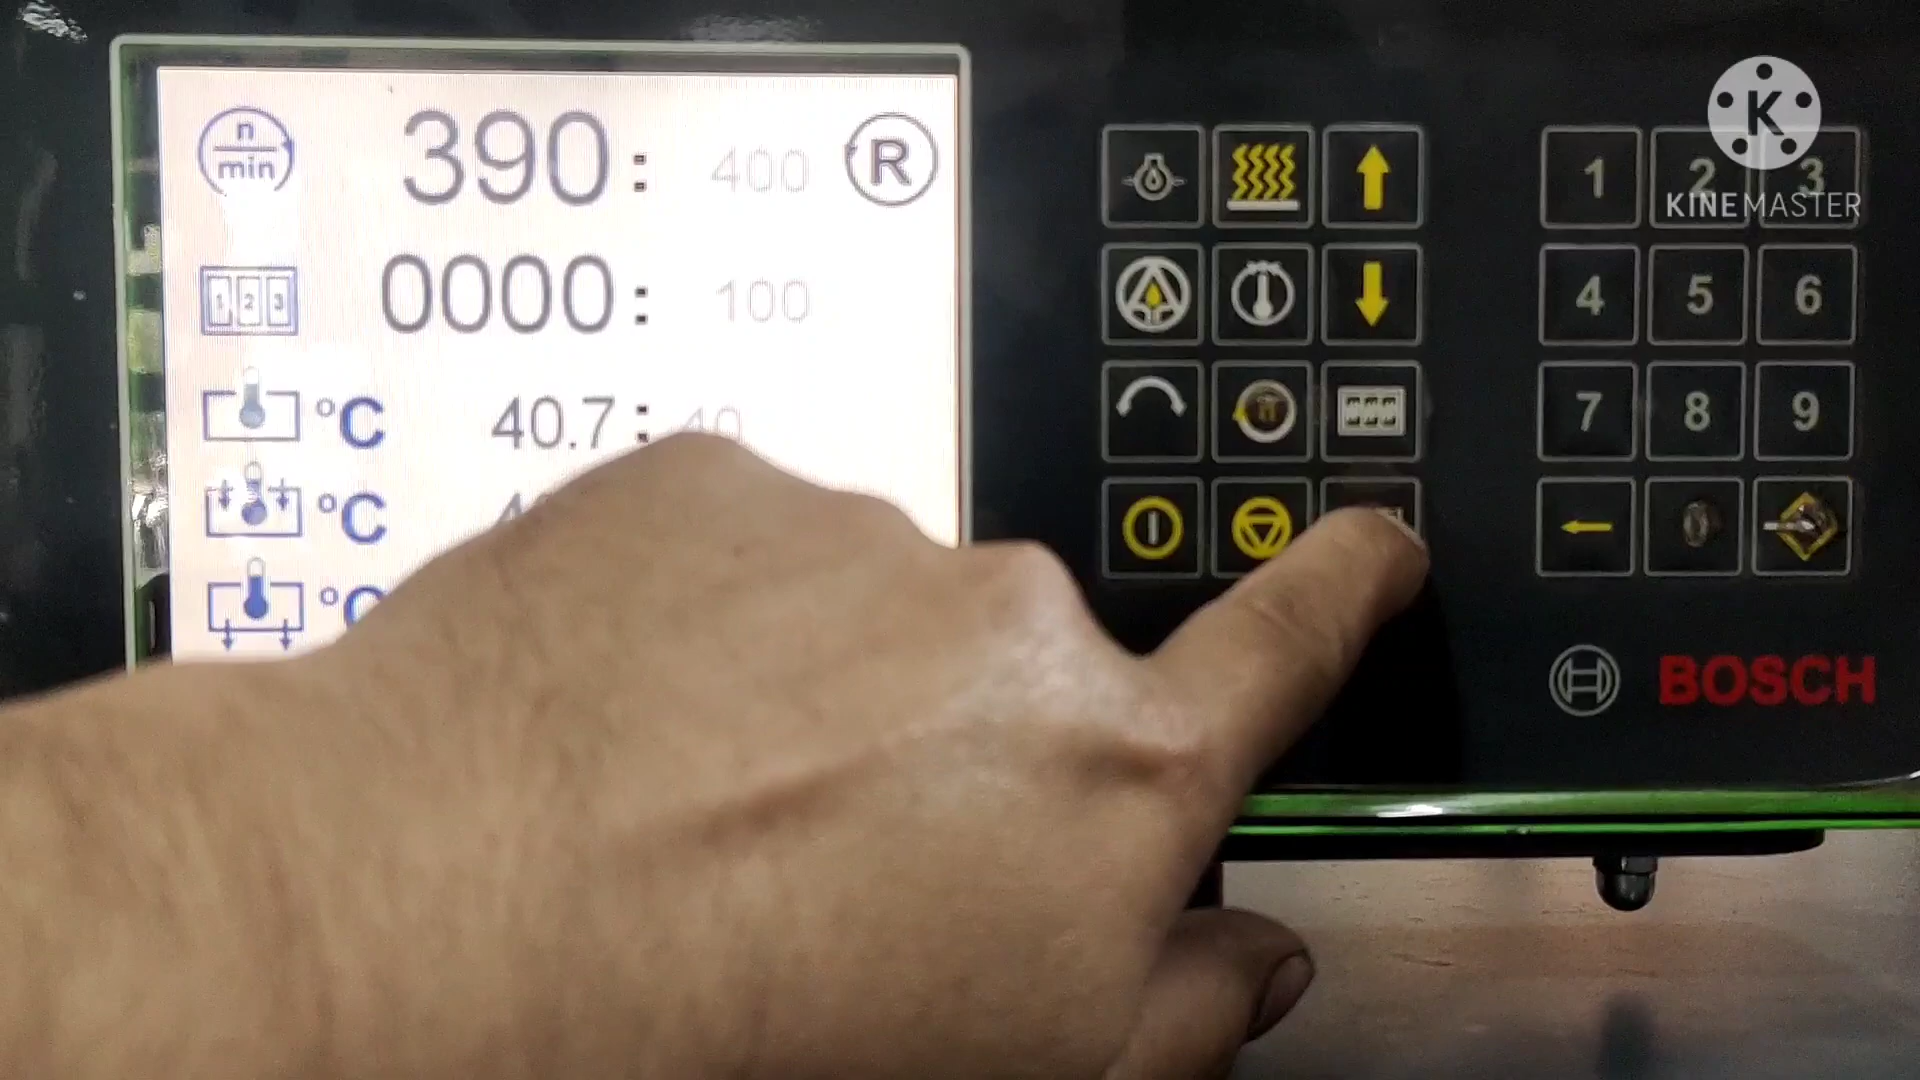 n
min
390 : 400
R
1 2 3
0000 : 100
°C 40.7 : 40
°C
°C
1 2 3
4 5 6
7 8 9
BOSCH
K
KINEMASTER